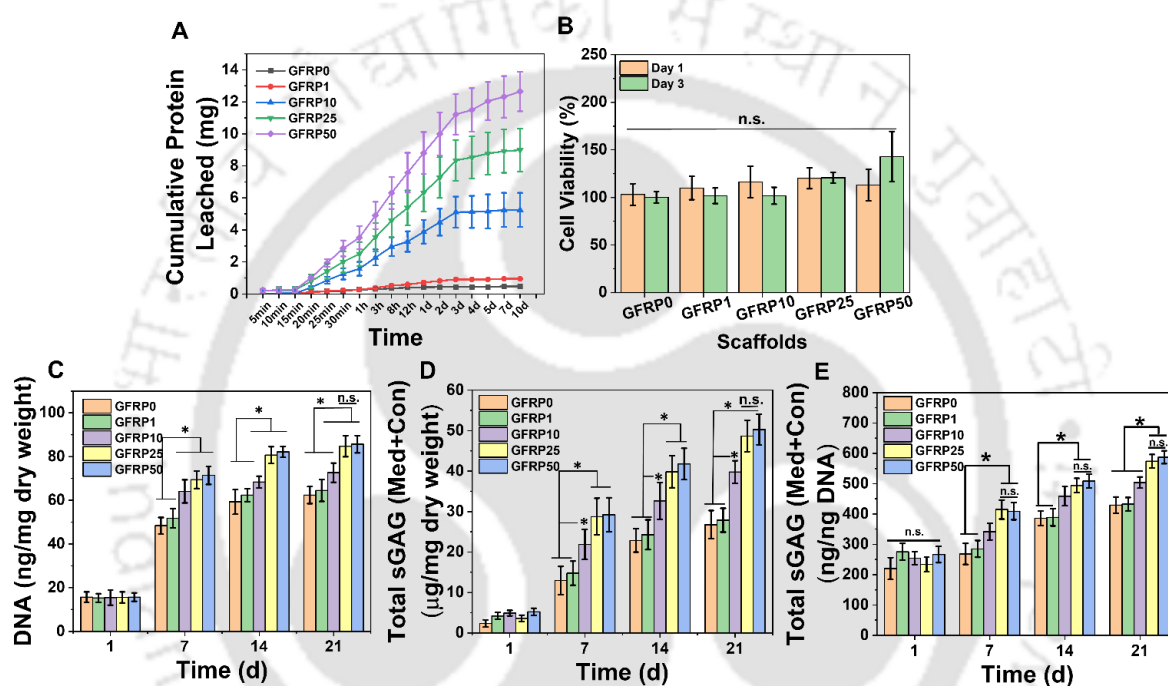 A
Cumulative Protein
Leached (mg)
14
12
10
8
6
4
2
0
GFRP0
GFRP1
GFRP10
GFRP25
GFRP50
5min
10min
15min
20min
25min
30min
1h
3h
8h
12h
1d
2d
3d
4d
5d
7d
10d
Time
B
Cell Viability (%)
250
200
150
100
50
0
Day 1
Day 3
n.s.
GFRP0
GFRP1
GFRP10
GFRP25
GFRP50
Scaffolds
C
DNA (ng/mg dry weight)
100
80
60
40
20
0
GFRP0
GFRP1
GFRP10
GFRP25
GFRP50
*
*
*
n.s.
1
7
14
21
Time (d)
D
Total sGAG (Med+Con)
(μg/mg dry weight)
60
50
40
30
20
10
0
GFRP0
GFRP1
GFRP10
GFRP25
GFRP50
*
*
*
*
*
*
n.s.
1
7
14
21
Time (d)
E
Total sGAG (Med+Con)
(ng/ng DNA)
800
700
600
500
400
300
200
100
0
GFRP0
GFRP1
GFRP10
GFRP25
GFRP50
n.s.
*
n.s.
*
n.s.
*
n.s.
1
7
14
21
Time (d)